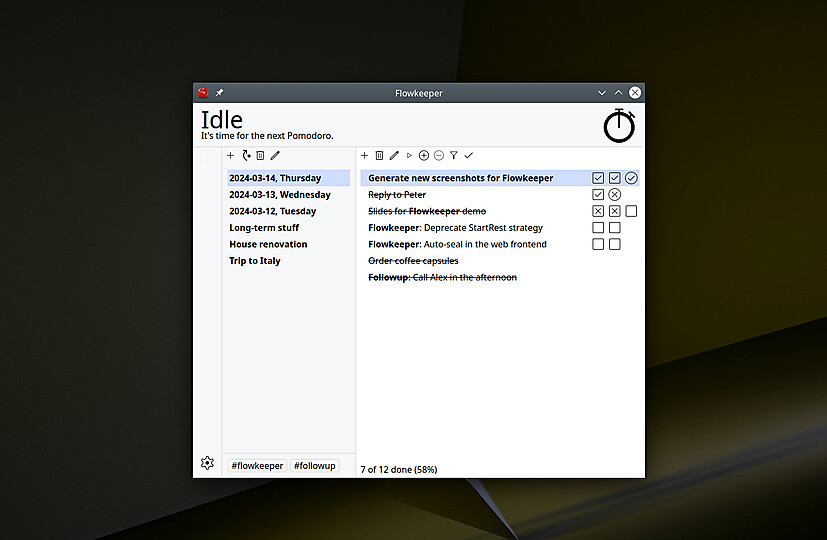 Flowkeeper
Idle
It's time for the next Pomodoro.
2024-03-14, Thursday
2024-03-13, Wednesday
2024-03-12, Tuesday
Long-term stuff
House renovation
Trip to Italy
#flowkeeper #followup
Generate new screenshots for Flowkeeper
Reply to Peter
Slides for Flowkeeper demo
Flowkeeper: Deprecate StartRest strategy
Flowkeeper: Auto-seal in the web frontend
Order coffee capsules
Followup: Call Alex in the afternoon
7 of 12 done (58%)